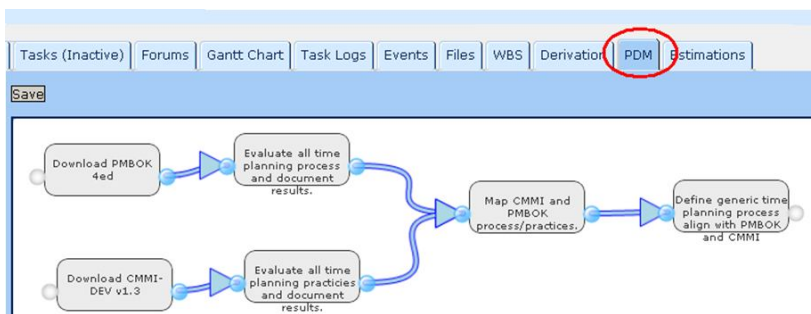 Tasks (Inactive) Forums Gantt Chart Task Logs Events Files WBS Derivation PDM Estimations
Save
Download PMBOK
4ed
Evaluate all time
planning process
and document
results.
Map CMMI and
PMBOK
process/practices.
Define generic time
planning process
align with PMBOK
and CMMI
Download CMMI-
DEV v1.3
Evaluate all time
planning practicies
and document
results.